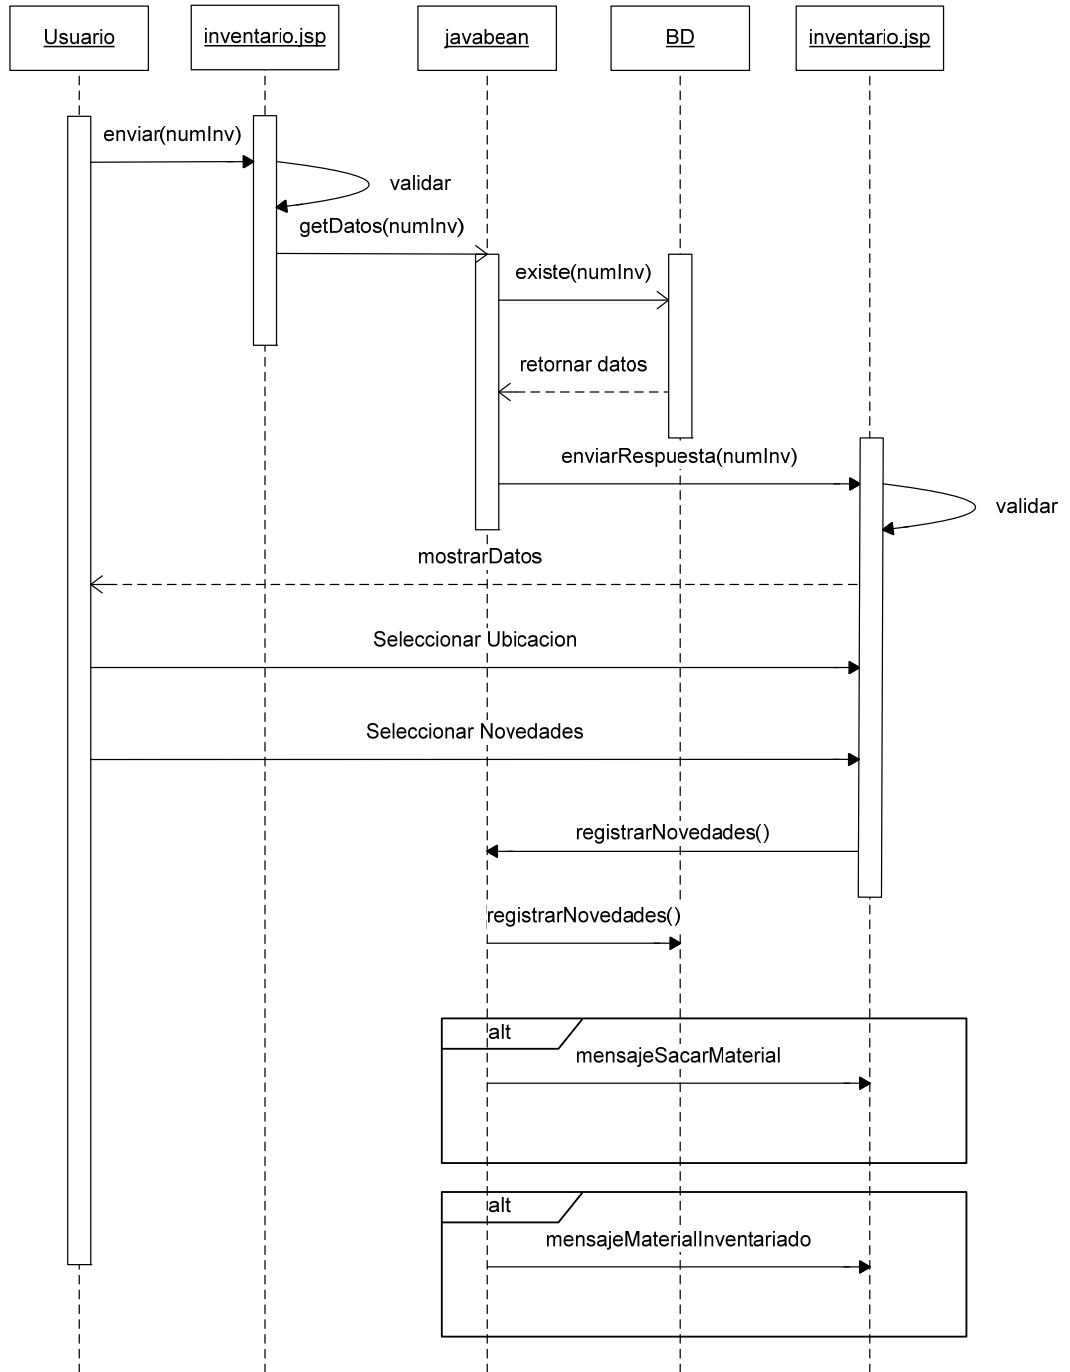 Usuario
inventario.jsp
javabean
BD
inventario.jsp
enviar(numInv)
validar
getDatos(numInv)
existe(numInv)
retornar datos
enviarRespuesta(numInv)
validar
mostrarDatos
Seleccionar Ubicacion
Seleccionar Novedades
registrarNovedades()
registrarNovedades()
alt
mensajeSacarMaterial
alt
mensajeMaterialInventariado